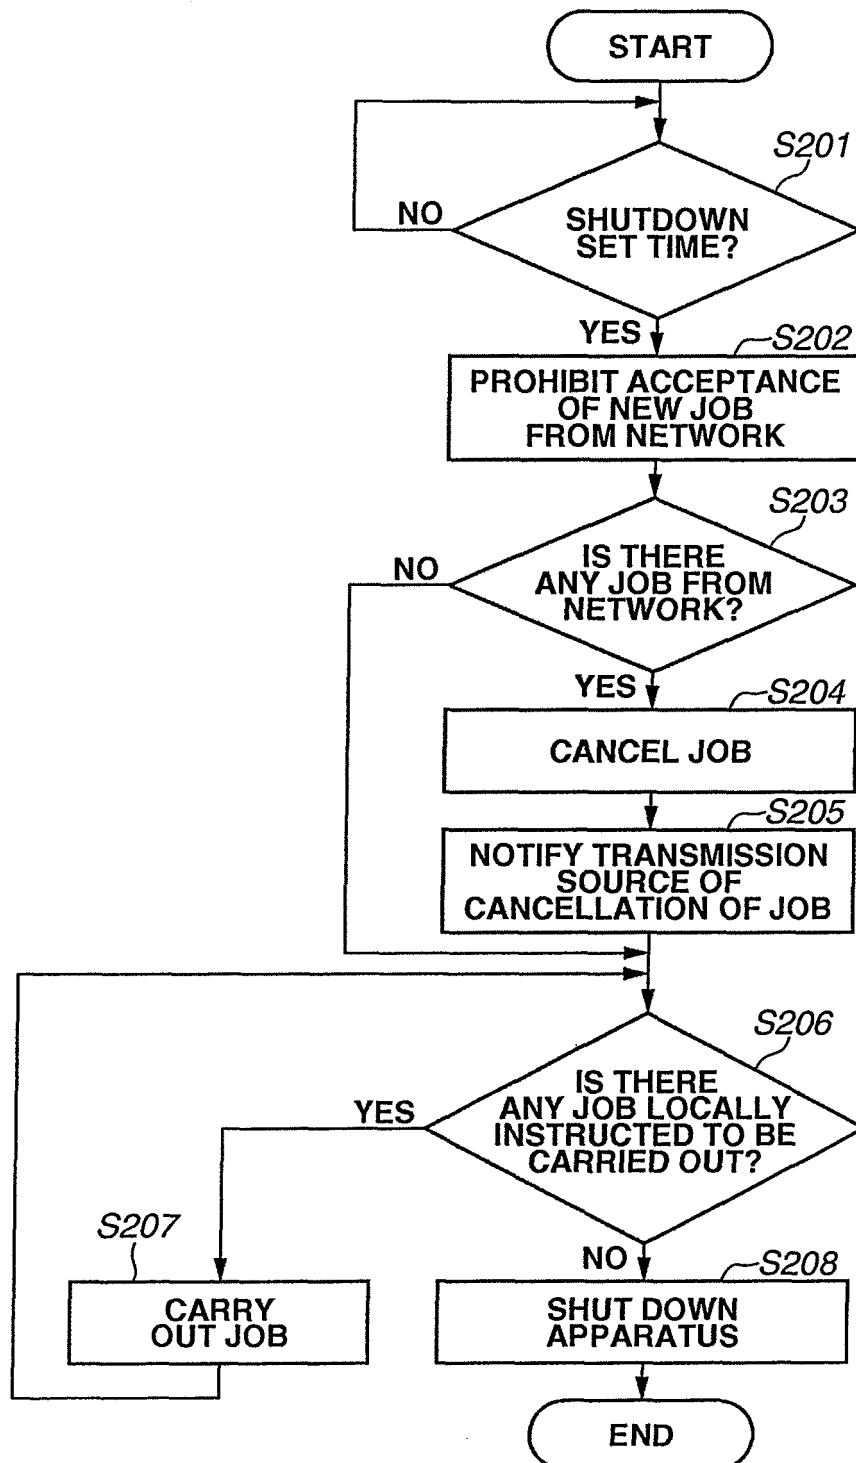 START
S201
NO
SHUTDOWN
SET TIME?
YES
S202
PROHIBIT ACCEPTANCE
OF NEW JOB
FROM NETWORK
S203
NO
IS THERE
ANY JOB FROM
NETWORK?
YES
S204
CANCEL JOB
S205
NOTIFY TRANSMISSION
SOURCE OF
CANCELLATION OF JOB
S206
YES
IS THERE
ANY JOB LOCALLY
INSTRUCTED TO BE
CARRIED OUT?
S207
CARRY
OUT JOB
NO
S208
SHUT DOWN
APPARATUS
END